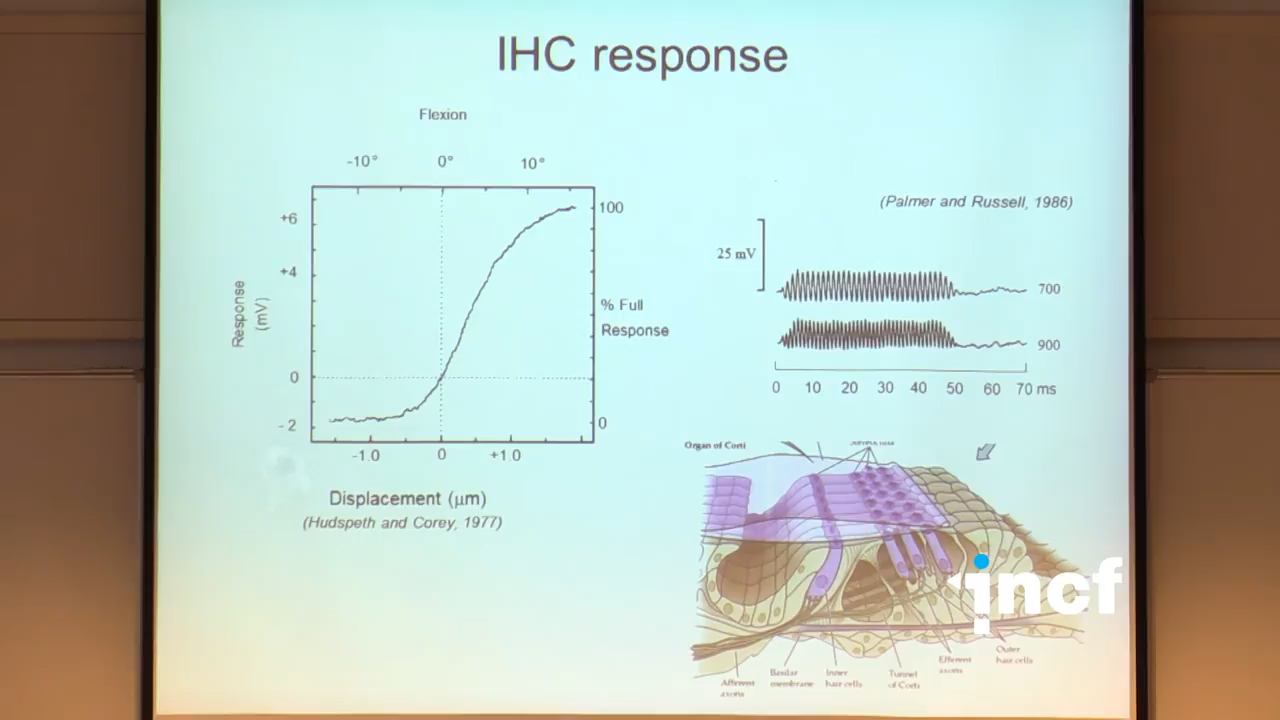 IHC response
Flexion
-10° 0° 10°
+6
+4
0
-2
Response
(mV)
100
% Full
Response
0
-1.0 0 +1.0
Displacement (μm)
(Hudspeth and Corey, 1977)
(Palmer and Russell, 1986)
25 mV
700
900
0 10 20 30 40 50 60 70 ms
Organ of Corti
Afferent
axons
Basilar
membrane
Inner
hair cells
Tunnel
of Corti
Efferent
axons
Outer
hair cells
incf